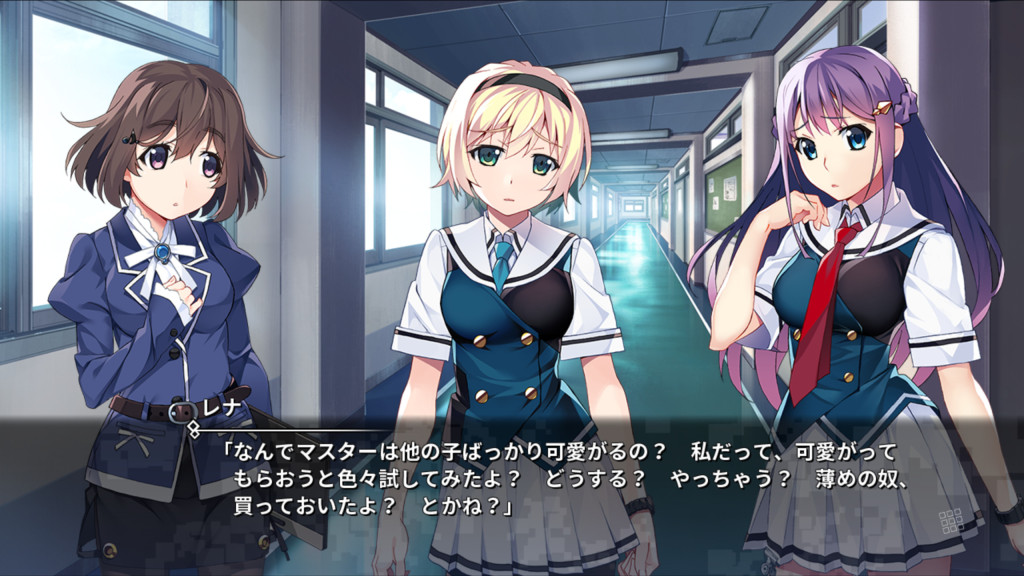 レナ
「なんでマスターは他の子ばっかり可愛がるの？　私だって、可愛がって
もらおうと色々試してみたよ？　どうする？　やっちゃう？　薄めの奴、
買っておいたよ？　とかね？」